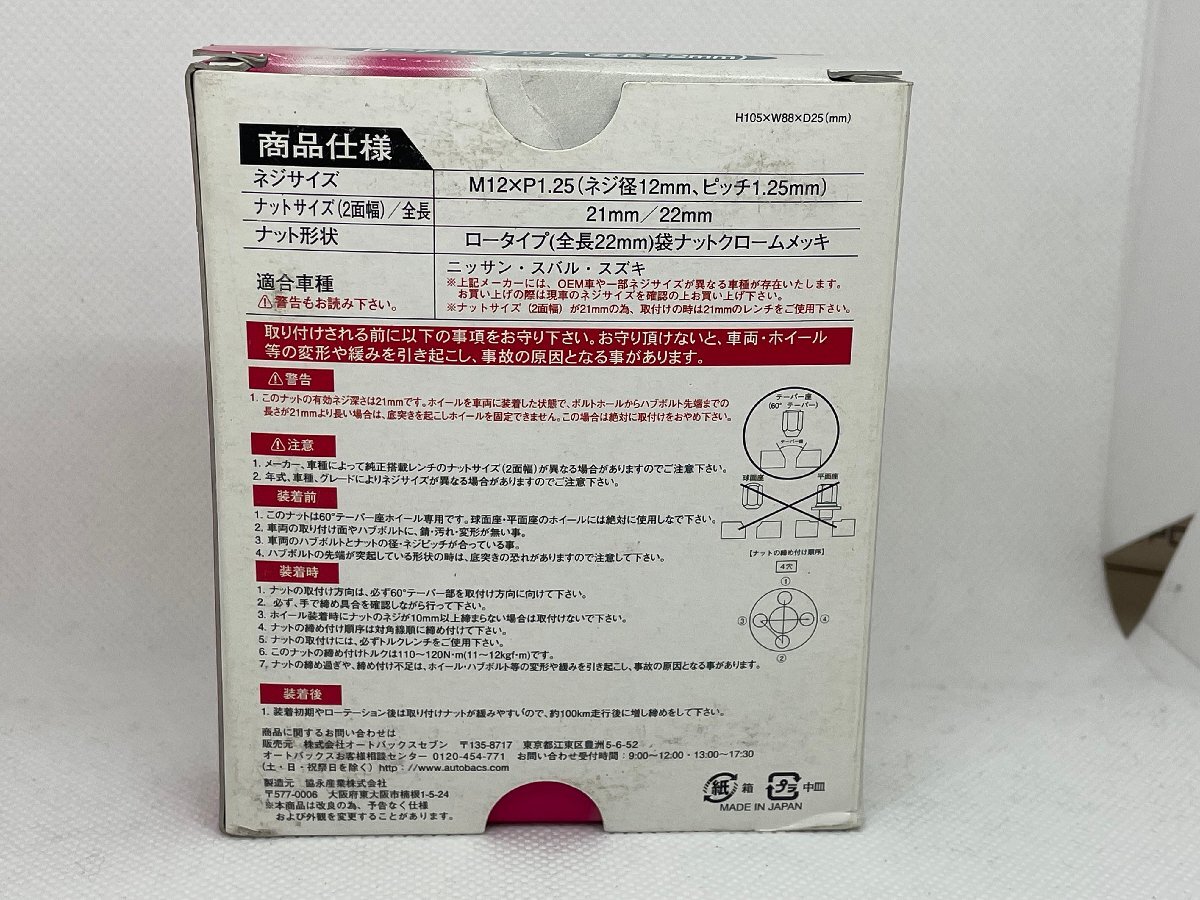 H105×W88×D25(mm)
商品仕様
ネジサイズ M12×P1.25(ネジ径12mm、ピッチ1.25mm)
ナットサイズ(2面幅)/全長 21mm/22mm
ナット形状 ロータイプ(全長22mm)袋ナットクロームメッキ
適合車種
⚠警告もお読み下さい。
ニッサン・スバル・スズキ
※上記メーカーには、OEM車や一部ネジサイズが異なる車種が存在いたします。
お買い上げの際は現車のネジサイズを確認の上お買い上げ下さい。
※ナットサイズ(2面幅)が21mmの為、取付けの時は21mmのレンチをご使用下さい。
取り付けされる前に以下の事項をお守り下さい。お守り頂けないと、車両・ホイール
等の変形や緩みを引き起こし、事故の原因となる事があります。
⚠警告
1. このナットの有効ネジ深さは21mmです。ホイールを車両に装着した状態で、ボルトホールからハブボルト先端までの
長さが21mmより長い場合は、底突きを起こしホイールを固定できません。この場合は絶対に取付けをおやめ下さい。
⚠注意
1. メーカー、車種によって純正搭載レンチのナットサイズ(2面幅)が異なる場合がありますのでご注意下さい。
2. 年式、車種、グレードによりネジサイズが異なる場合がありますのでご注意下さい。
装着前
1. このナットは60°テーパー座ホイール専用です。球面座・平面座のホイールには絶対に使用しなで下さい。
2. 車両の取り付け面やハブボルトに、錆・汚れ・変形が無い事。
3. 車両のハブボルトとナットの径・ネジピッチが合っている事。
4. ハブボルトの先端が突起している形状の時は、底突きの恐れがありますので注意して下さい。
装着時
1. ナットの取付け方向は、必ず60°テーパー部を取付け方向に向けて下さい。
2. 必ず、手で締め具合を確認しながら行って下さい。
3. ホイール装着時にナットのネジが10mm以上締まらない場合は取付けないで下さい。
4. ナットの締め付け順序は対角線順に締め付けて下さい。
5. ナットの取付けには、必ずトルクレンチをご使用下さい。
6. このナットの締め付けトルクは110~120N・m(11~12kgf・m)です。
7. ナットの締め過ぎや、締め付け不足は、ホイール・ハブボルト等の変形や緩みを引き起こし、事故の原因となる事があります。
装着後
1. 装着初期やローテーション後は取り付けナットが緩みやすいので、約100km走行後に増し締めをして下さい。
テーパー座
(60° テーパー)
テーパー座
球面座 平面座
【ナットの締め付け順序】
4穴
①
③ ④
②
商品に関するお問い合わせは
販売元 株式会社オートバックスセブン 〒135-8717 東京都江東区豊洲5-6-52
オートバックスお客様相談センター 0120-454-771 お問い合わせ受付時間:9:00~12:00・13:00~17:30
(土・日・祝祭日を除く) http://www.autobacs.com
製造元 協永産業株式会社
〒577-0006 大阪府東大阪市楠根1-5-24
※本商品は改良の為、予告なく仕様
および外観を変更することがあります。
紙 箱 プラ 中皿
MADE IN JAPAN